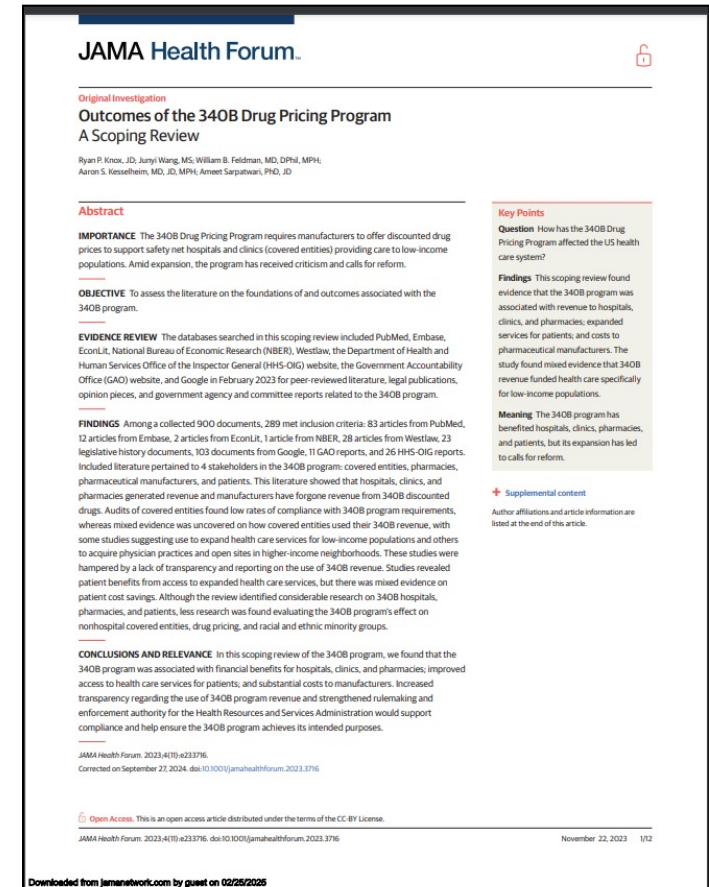 JAMA Health Forum™
Original Investigation
Outcomes of the 340B Drug Pricing Program
A Scoping Review
Ryan P. Knox, JD; Junyi Wang, MS; William B. Feldman, MD, DPhil, MPH;
Aaron S. Kesselheim, MD, JD, MPH; Ameet Sarpatwari, PhD, JD
Abstract
IMPORTANCE The 340B Drug Pricing Program requires manufacturers to offer discounted drug
prices to support safety net hospitals and clinics (covered entities) providing care to low-income
populations. Amid expansion, the program has received criticism and calls for reform.
OBJECTIVE To assess the literature on the foundations of and outcomes associated with the
340B program.
EVIDENCE REVIEW The databases searched in this scoping review included PubMed, Embase,
EconLit, National Bureau of Economic Research (NBER), Westlaw, the Department of Health and
Human Services Office of the Inspector General (HHS-OIG) website, the Government Accountability
Office (GAO) website, and Google in February 2023 for peer-reviewed literature, legal publications,
opinion pieces, and government agency and committee reports related to the 340B program.
FINDINGS Among a collected 900 documents, 289 met inclusion criteria: 83 articles from PubMed,
12 articles from Embase, 2 articles from EconLit, 1 article from NBER, 28 articles from Westlaw, 23
legislative history documents, 103 documents from Google, 11 GAO reports, and 26 HHS-OIG reports.
Included literature pertained to 4 stakeholders in the 340B program: covered entities, pharmacies,
pharmaceutical manufacturers, and patients. This literature showed that hospitals, clinics, and
pharmacies generated revenue and manufacturers have forgone revenue from 340B discounted
drugs. Audits of covered entities found low rates of compliance with 340B program requirements,
whereas mixed evidence was uncovered on how covered entities used their 340B revenue, with
some studies suggesting use to expand health care services for low-income populations and others
to acquire physician practices and open sites in higher-income neighborhoods. These studies were
hampered by a lack of transparency and reporting on the use of 340B revenue. Studies revealed
patient benefits from access to expanded health care services, but there was mixed evidence on
patient cost savings. Although the review identified considerable research on 340B hospitals,
pharmacies, and patients, less research was found evaluating the 340B program's effect on
nonhospital covered entities, drug pricing, and racial and ethnic minority groups.
CONCLUSIONS AND RELEVANCE In this scoping review of the 340B program, we found that the
340B program was associated with financial benefits for hospitals, clinics, and pharmacies; improved
access to health care services for patients; and substantial costs to manufacturers. Increased
transparency regarding the use of 340B program revenue and strengthened rulemaking and
enforcement authority for the Health Resources and Services Administration would support
compliance and help ensure the 340B program achieves its intended purposes.
JAMA Health Forum. 2023;4(11):e233716.
Corrected on September 27, 2024. doi:10.1001/jamahealthforum.2023.3716
Key Points
Question How has the 340B Drug
Pricing Program affected the US health
care system?
Findings This scoping review found
evidence that the 340B program was
associated with revenue to hospitals,
clinics, and pharmacies; expanded
services for patients; and costs to
pharmaceutical manufacturers. The
study found mixed evidence that 340B
revenue funded health care specifically
for low-income populations.
Meaning The 340B program has
benefited hospitals, clinics, pharmacies,
and patients, but its expansion has led
to calls for reform.
+ Supplemental content
Author affiliations and article information are
listed at the end of this article.
Open Access. This is an open access article distributed under the terms of the CC-BY License.
JAMA Health Forum. 2023;4(11):e233716. doi:10.1001/jamahealthforum.2023.3716
November 22, 2023 1/12
Downloaded from jamanetwork.com by guest on 02/25/2025